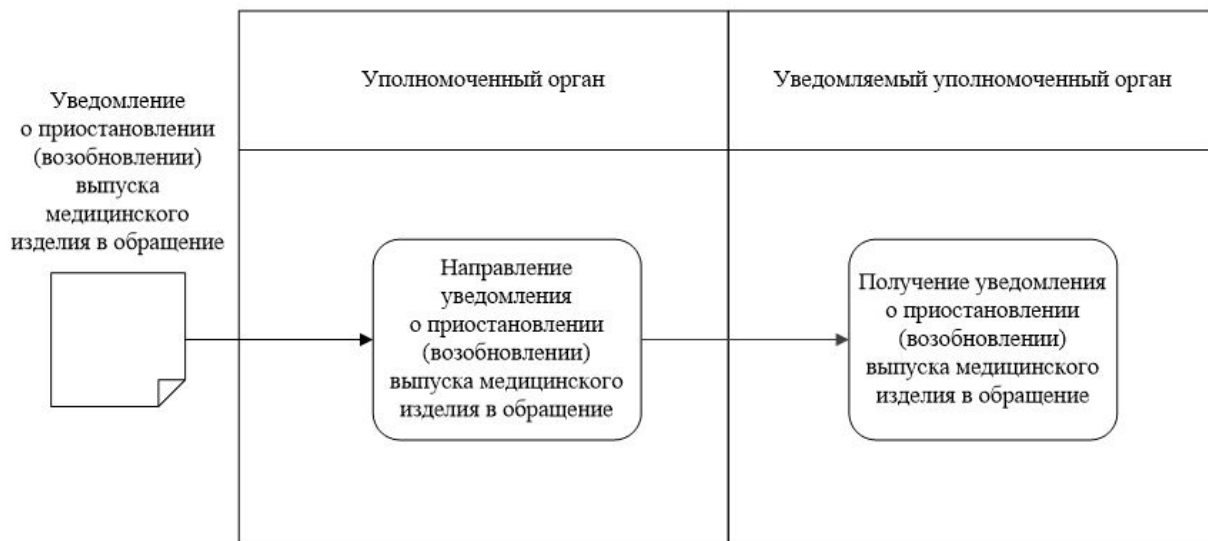 Уполномоченный орган
Уведомляемый уполномоченный орган
Уведомление
о приостановлении
(возобновлении)
выпуска
медицинского
изделия в обращение
Направление
уведомления
о приостановлении
(возобновлении)
выпуска медицинского
изделия в обращение
Получение уведомления
о приостановлении
(возобновлении)
выпуска медицинского
изделия в обращение